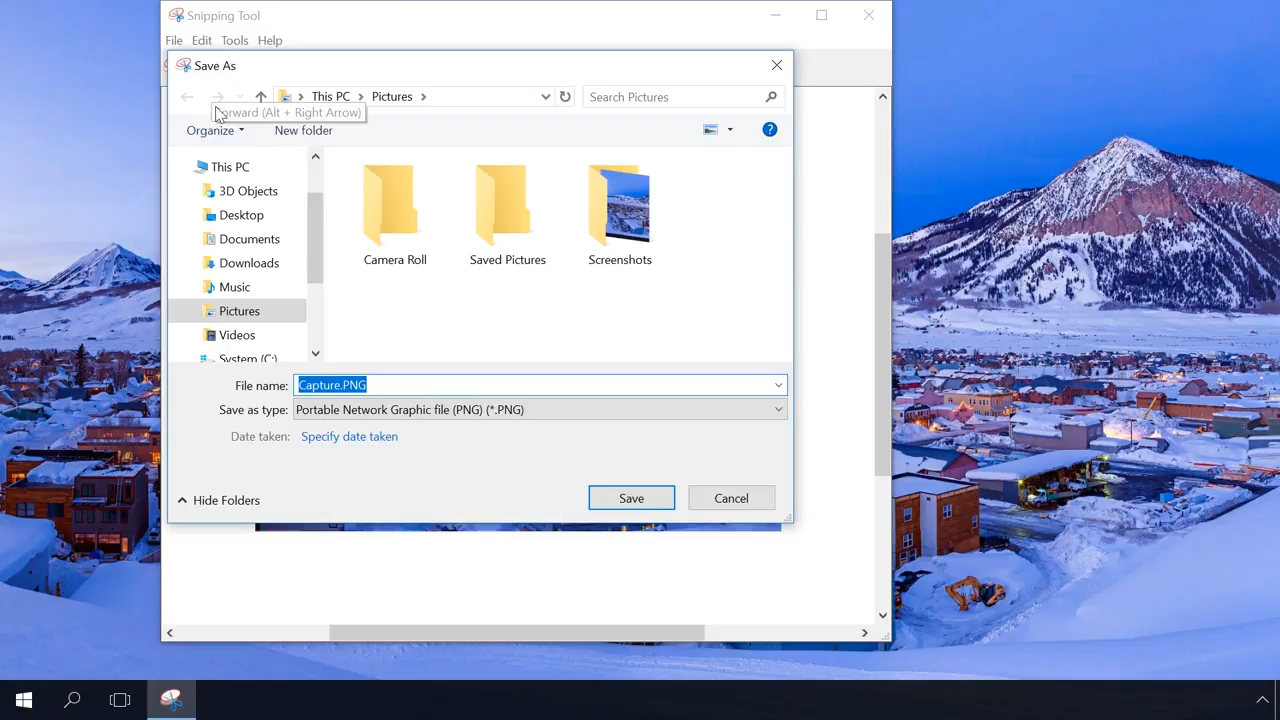 Snipping Tool
File Edit Tools Help
Save As
This PC Pictures
Search Pictures
orward (Alt + Right Arrow)
Organize New folder
This PC
3D Objects
Desktop
Documents
Downloads
Music
Pictures
Videos
System (C:)
Camera Roll Saved Pictures Screenshots
File name: Capture.PNG
Save as type: Portable Network Graphic file (PNG) (*.PNG)
Date taken: Specify date taken
Hide Folders
Save Cancel